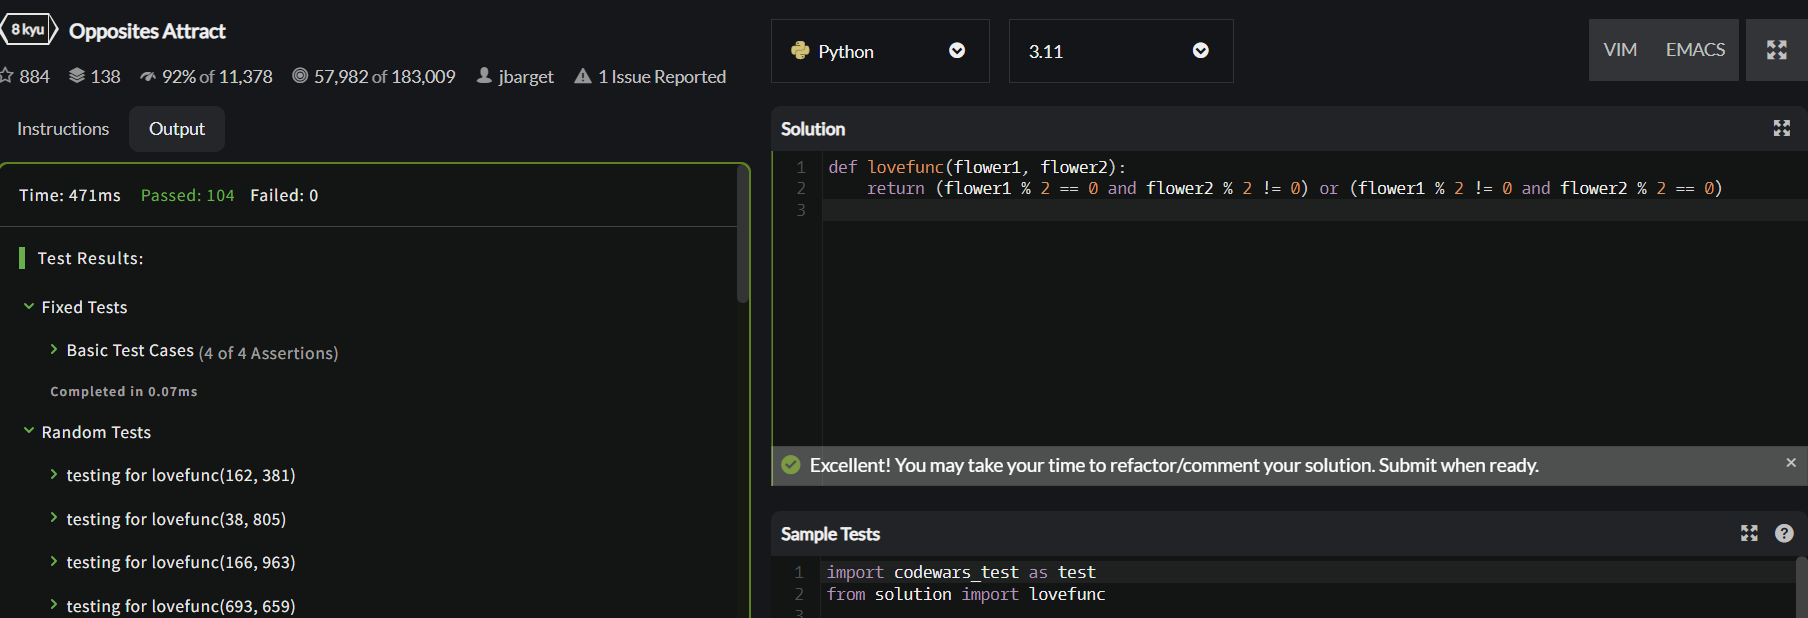 8 kyu Opposites Attract
884 138 92% of 11,378 57,982 of 183,009 jbarget 1 Issue Reported
Instructions Output
Time: 471ms Passed: 104 Failed: 0
Test Results:
Fixed Tests
Basic Test Cases (4 of 4 Assertions)
Completed in 0.07ms
Random Tests
testing for lovefunc(162, 381)
testing for lovefunc(38, 805)
testing for lovefunc(166, 963)
testing for lovefunc(693, 659)
Python 3.11 VIM EMACS
Solution
1 def lovefunc(flower1, flower2):
2 return (flower1 % 2 == 0 and flower2 % 2 != 0) or (flower1 % 2 != 0 and flower2 % 2 == 0)
3
Excellent! You may take your time to refactor/comment your solution. Submit when ready.
Sample Tests
1 import codewars_test as test
2 from solution import lovefunc
3